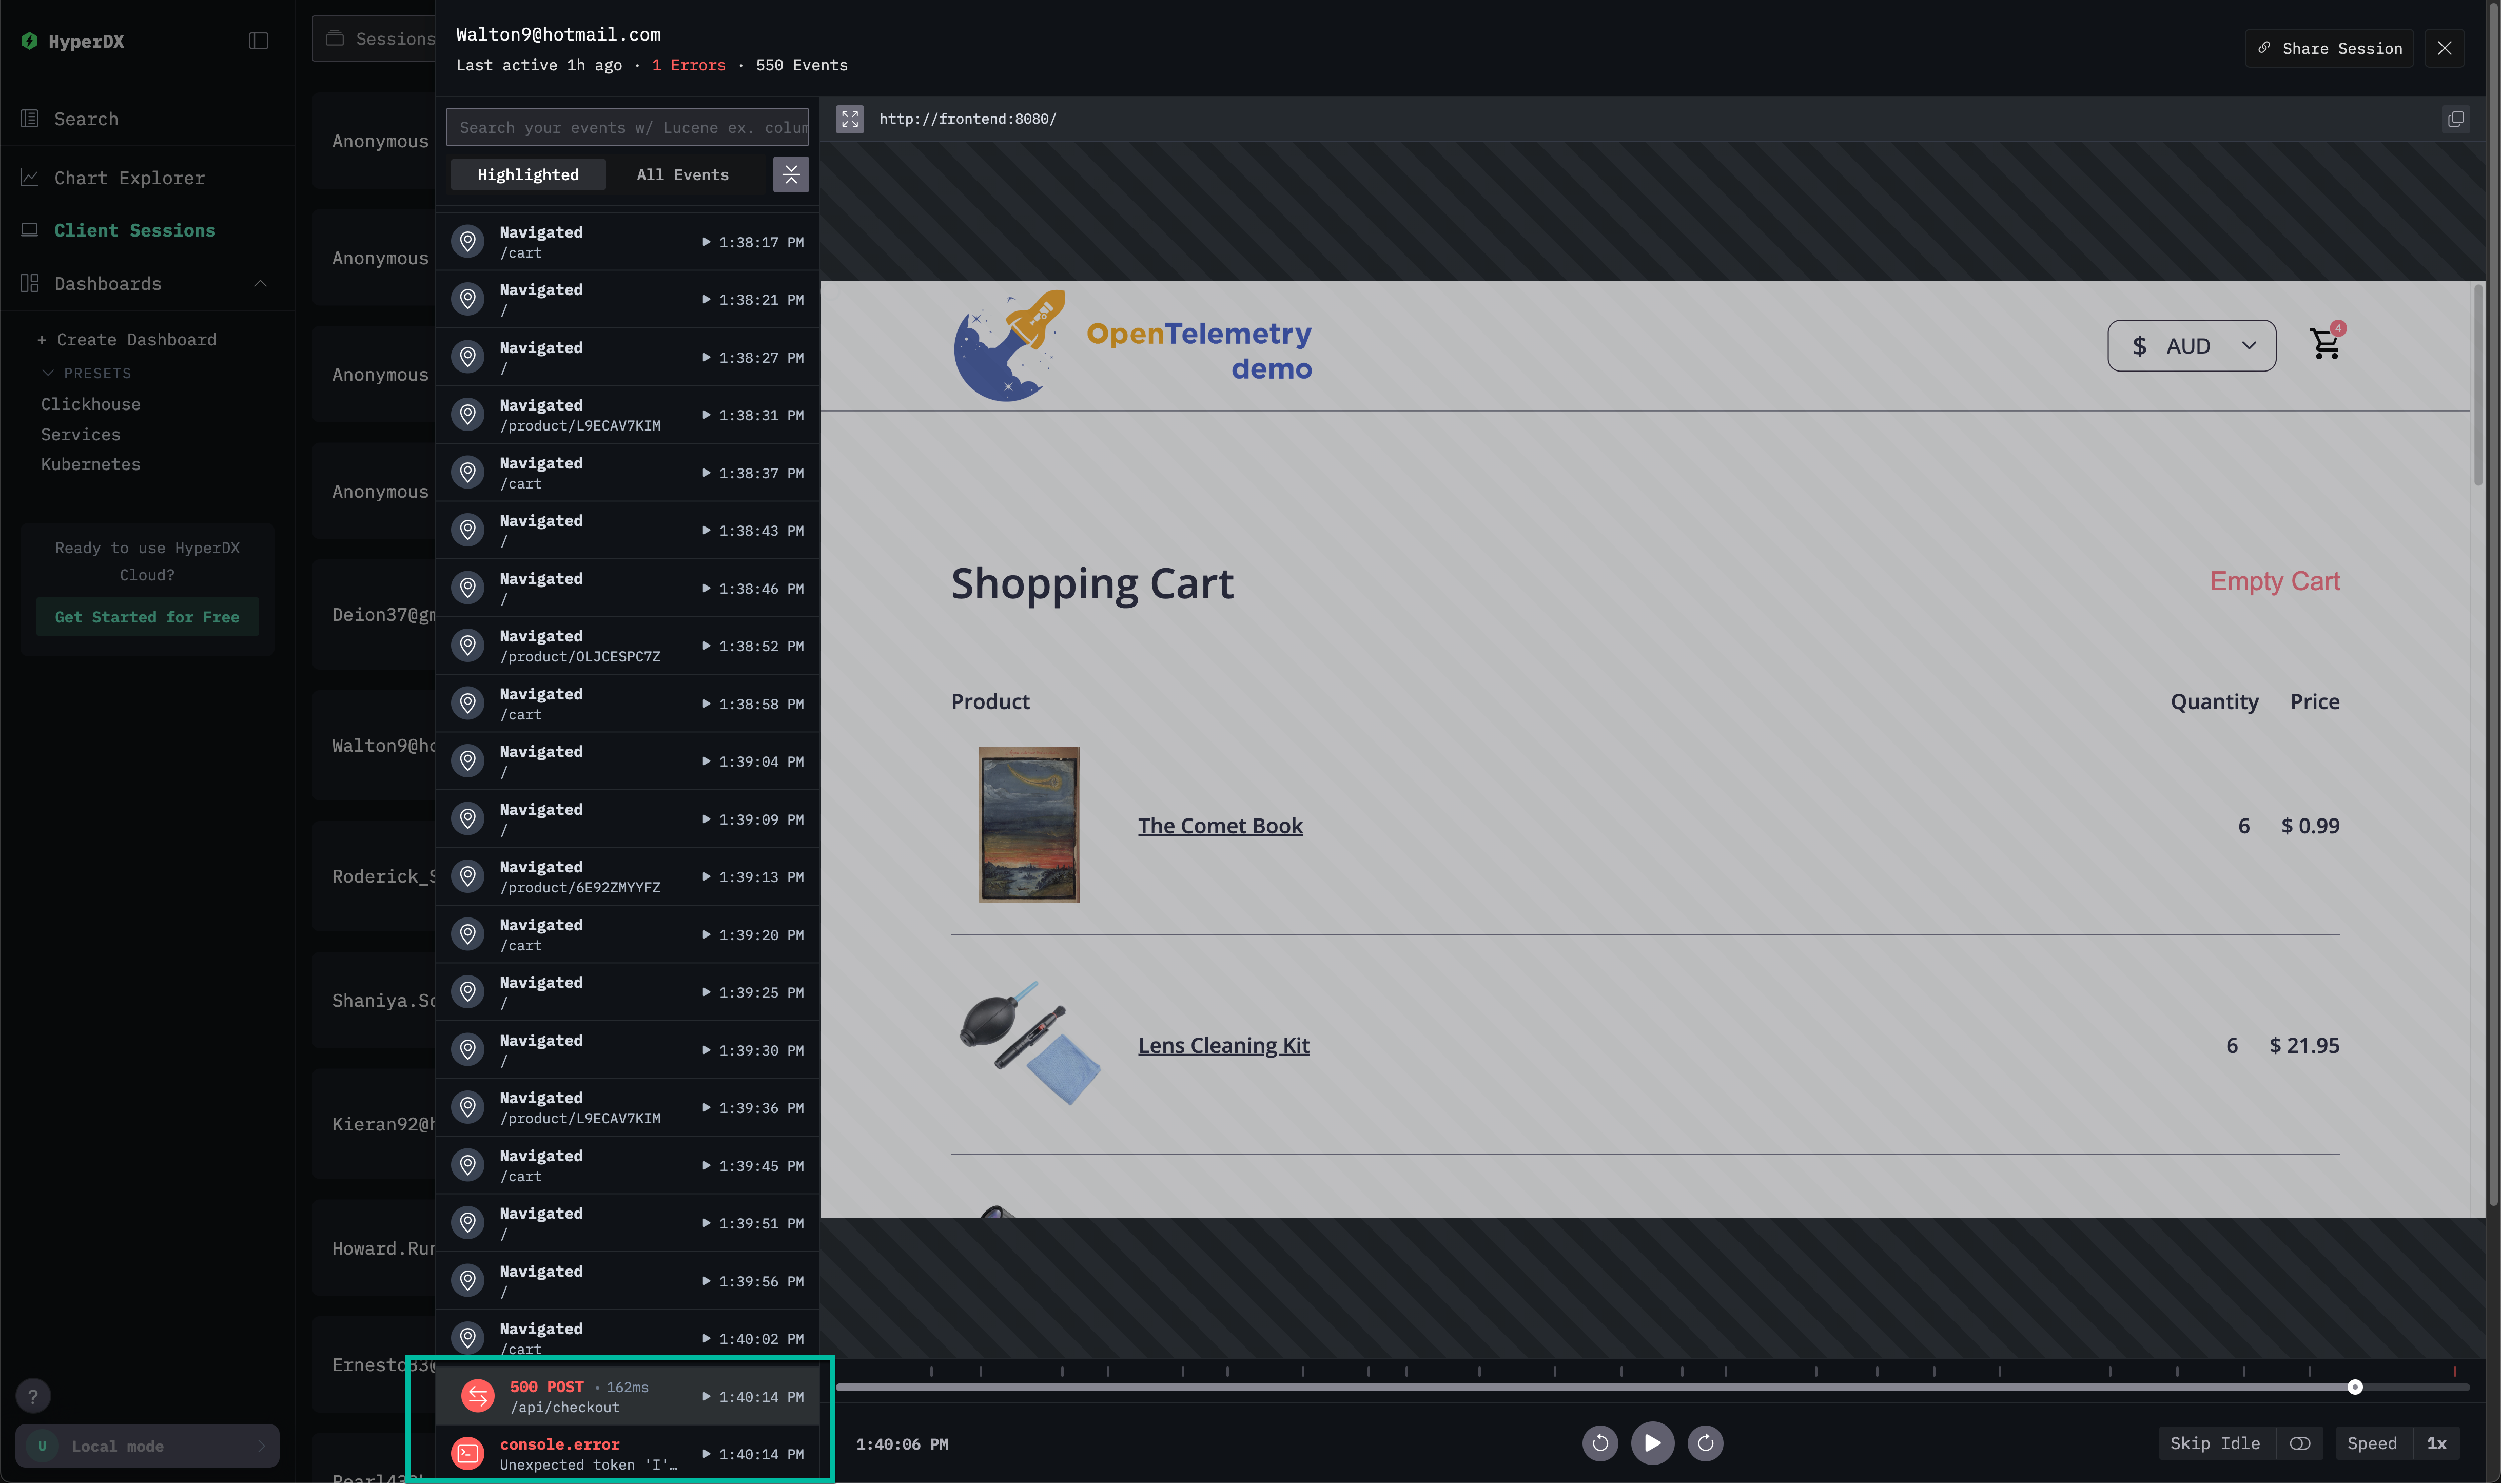 HyperDX
Search
Chart Explorer
Client Sessions
Dashboards
+ Create Dashboard
PRESETS
Clickhouse
Services
Kubernetes
Ready to use HyperDX
Cloud?
Get Started for Free
?
U Local mode
Sessions
Anonymous
Anonymous
Anonymous
Anonymous
Deion37@gm
Walton9@ho
Roderick_S
Shaniya.Sc
Kieran92@h
Howard.Run
Ernesto33@
Walton9@hotmail.com
Last active 1h ago · 1 Errors · 550 Events
Share Session
Search your events w/ Lucene ex. colum
Highlighted All Events
Navigated
/cart
1:38:17 PM
Navigated
/
1:38:21 PM
Navigated
/
1:38:27 PM
Navigated
/product/L9ECAV7KIM
1:38:31 PM
Navigated
/cart
1:38:37 PM
Navigated
/
1:38:43 PM
Navigated
/
1:38:46 PM
Navigated
/product/OLJCESPC7Z
1:38:52 PM
Navigated
/cart
1:38:58 PM
Navigated
/
1:39:04 PM
Navigated
/
1:39:09 PM
Navigated
/product/6E92ZMYYFZ
1:39:13 PM
Navigated
/cart
1:39:20 PM
Navigated
/
1:39:25 PM
Navigated
/
1:39:30 PM
Navigated
/product/L9ECAV7KIM
1:39:36 PM
Navigated
/cart
1:39:45 PM
Navigated
/
1:39:51 PM
Navigated
/
1:39:56 PM
Navigated
/cart
1:40:02 PM
500 POST · 162ms
/api/checkout
1:40:14 PM
console.error
Unexpected token 'I'…
1:40:14 PM
http://frontend:8080/
OpenTelemetry
demo
$ AUD
4
Shopping Cart
Empty Cart
Product Quantity Price
The Comet Book 6 $ 0.99
Lens Cleaning Kit 6 $ 21.95
1:40:06 PM
Skip Idle
Speed 1x